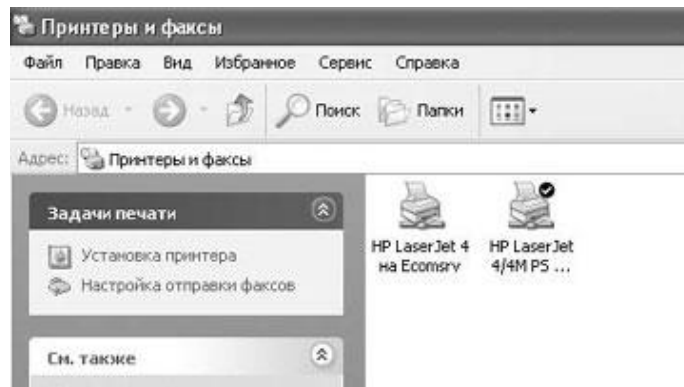 Принтеры и факсы
Файл Правка Вид Избранное Сервис Справка
Назад Поиск Папки
Адрес: Принтеры и факсы
Задачи печати
Установка принтера
Настройка отправки факсов
См. также
HP LaserJet 4
на Ecomsrv
HP LaserJet
4/4M PS ...